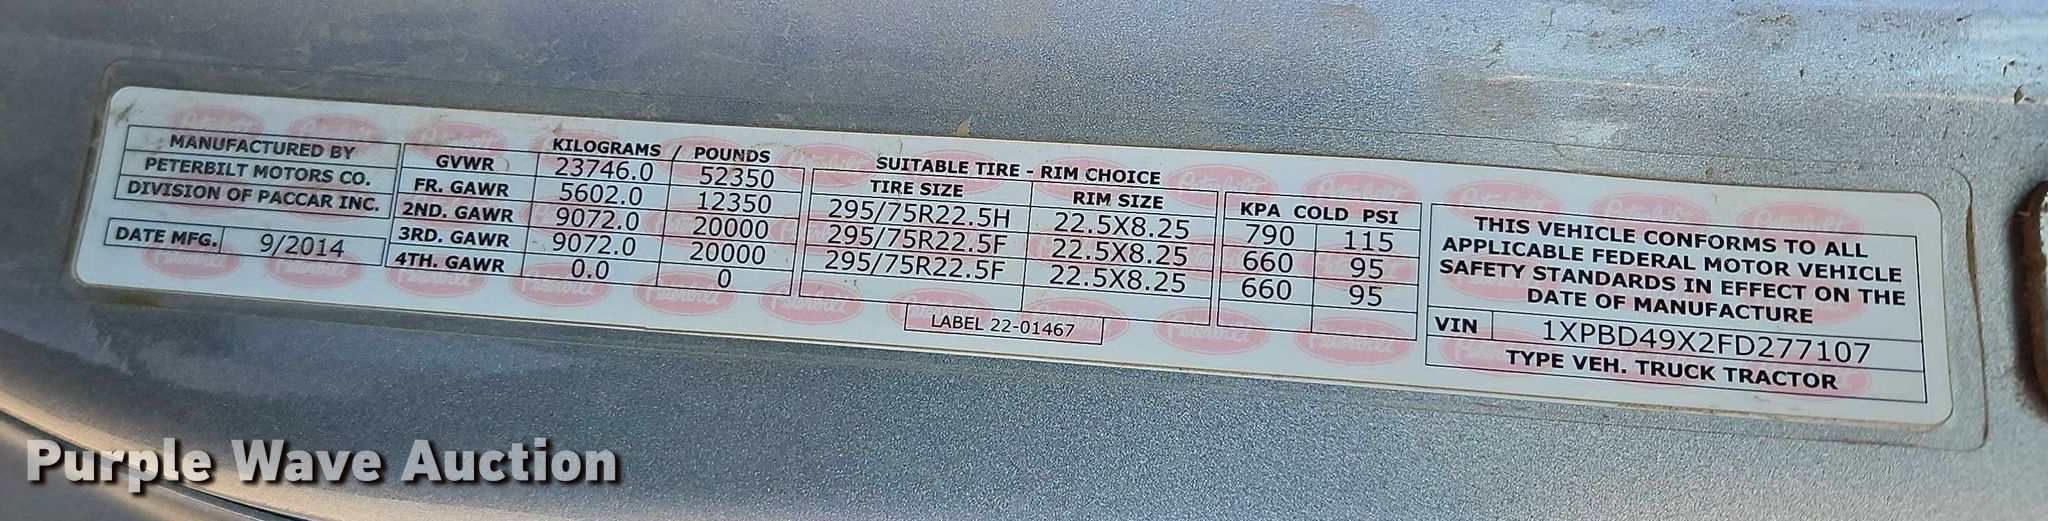 MANUFACTURED BY
PETERBILT MOTORS CO.
DIVISION OF PACCAR INC.
DATE MFG. 9/2014
KILOGRAMS / POUNDS
GVWR 23746.0 52350
FR. GAWR 5602.0 12350
2ND. GAWR 9072.0 20000
3RD. GAWR 9072.0 20000
4TH. GAWR 0.0 0
SUITABLE TIRE - RIM CHOICE
TIRE SIZE RIM SIZE KPA COLD PSI
295/75R22.5H 22.5X8.25 790 115
295/75R22.5F 22.5X8.25 660 95
295/75R22.5F 22.5X8.25 660 95
LABEL 22-01467
THIS VEHICLE CONFORMS TO ALL
APPLICABLE FEDERAL MOTOR VEHICLE
SAFETY STANDARDS IN EFFECT ON THE
DATE OF MANUFACTURE
VIN 1XPBD49X2FD277107
TYPE VEH. TRUCK TRACTOR
Peterbilt
Purple Wave Auction